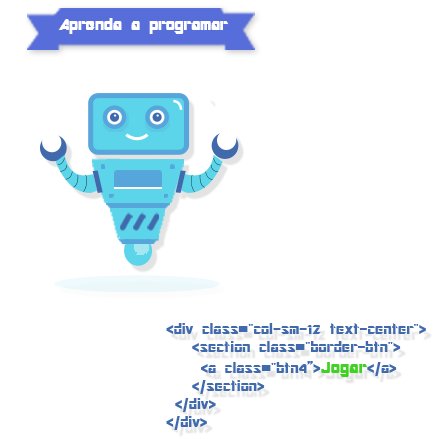 Aprenda a programar
<div class="col-sm-12 text-center">
<section class="border-btn">
<a class="btn4">Jogar</a>
</section>
</div>
</div>